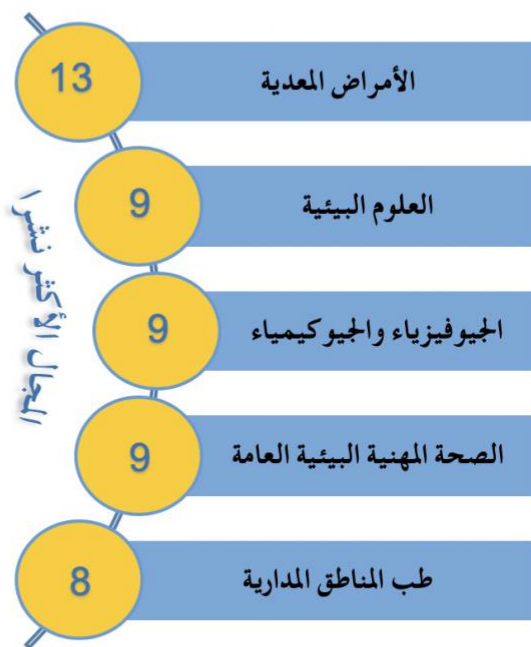 المجال الأكثر نشرا
13
الأمراض المعدية
9
العلوم البيئية
9
الجيوفيزياء والجيوكيمياء
9
الصحة المهنية البيئية العامة
8
طب المناطق المدارية